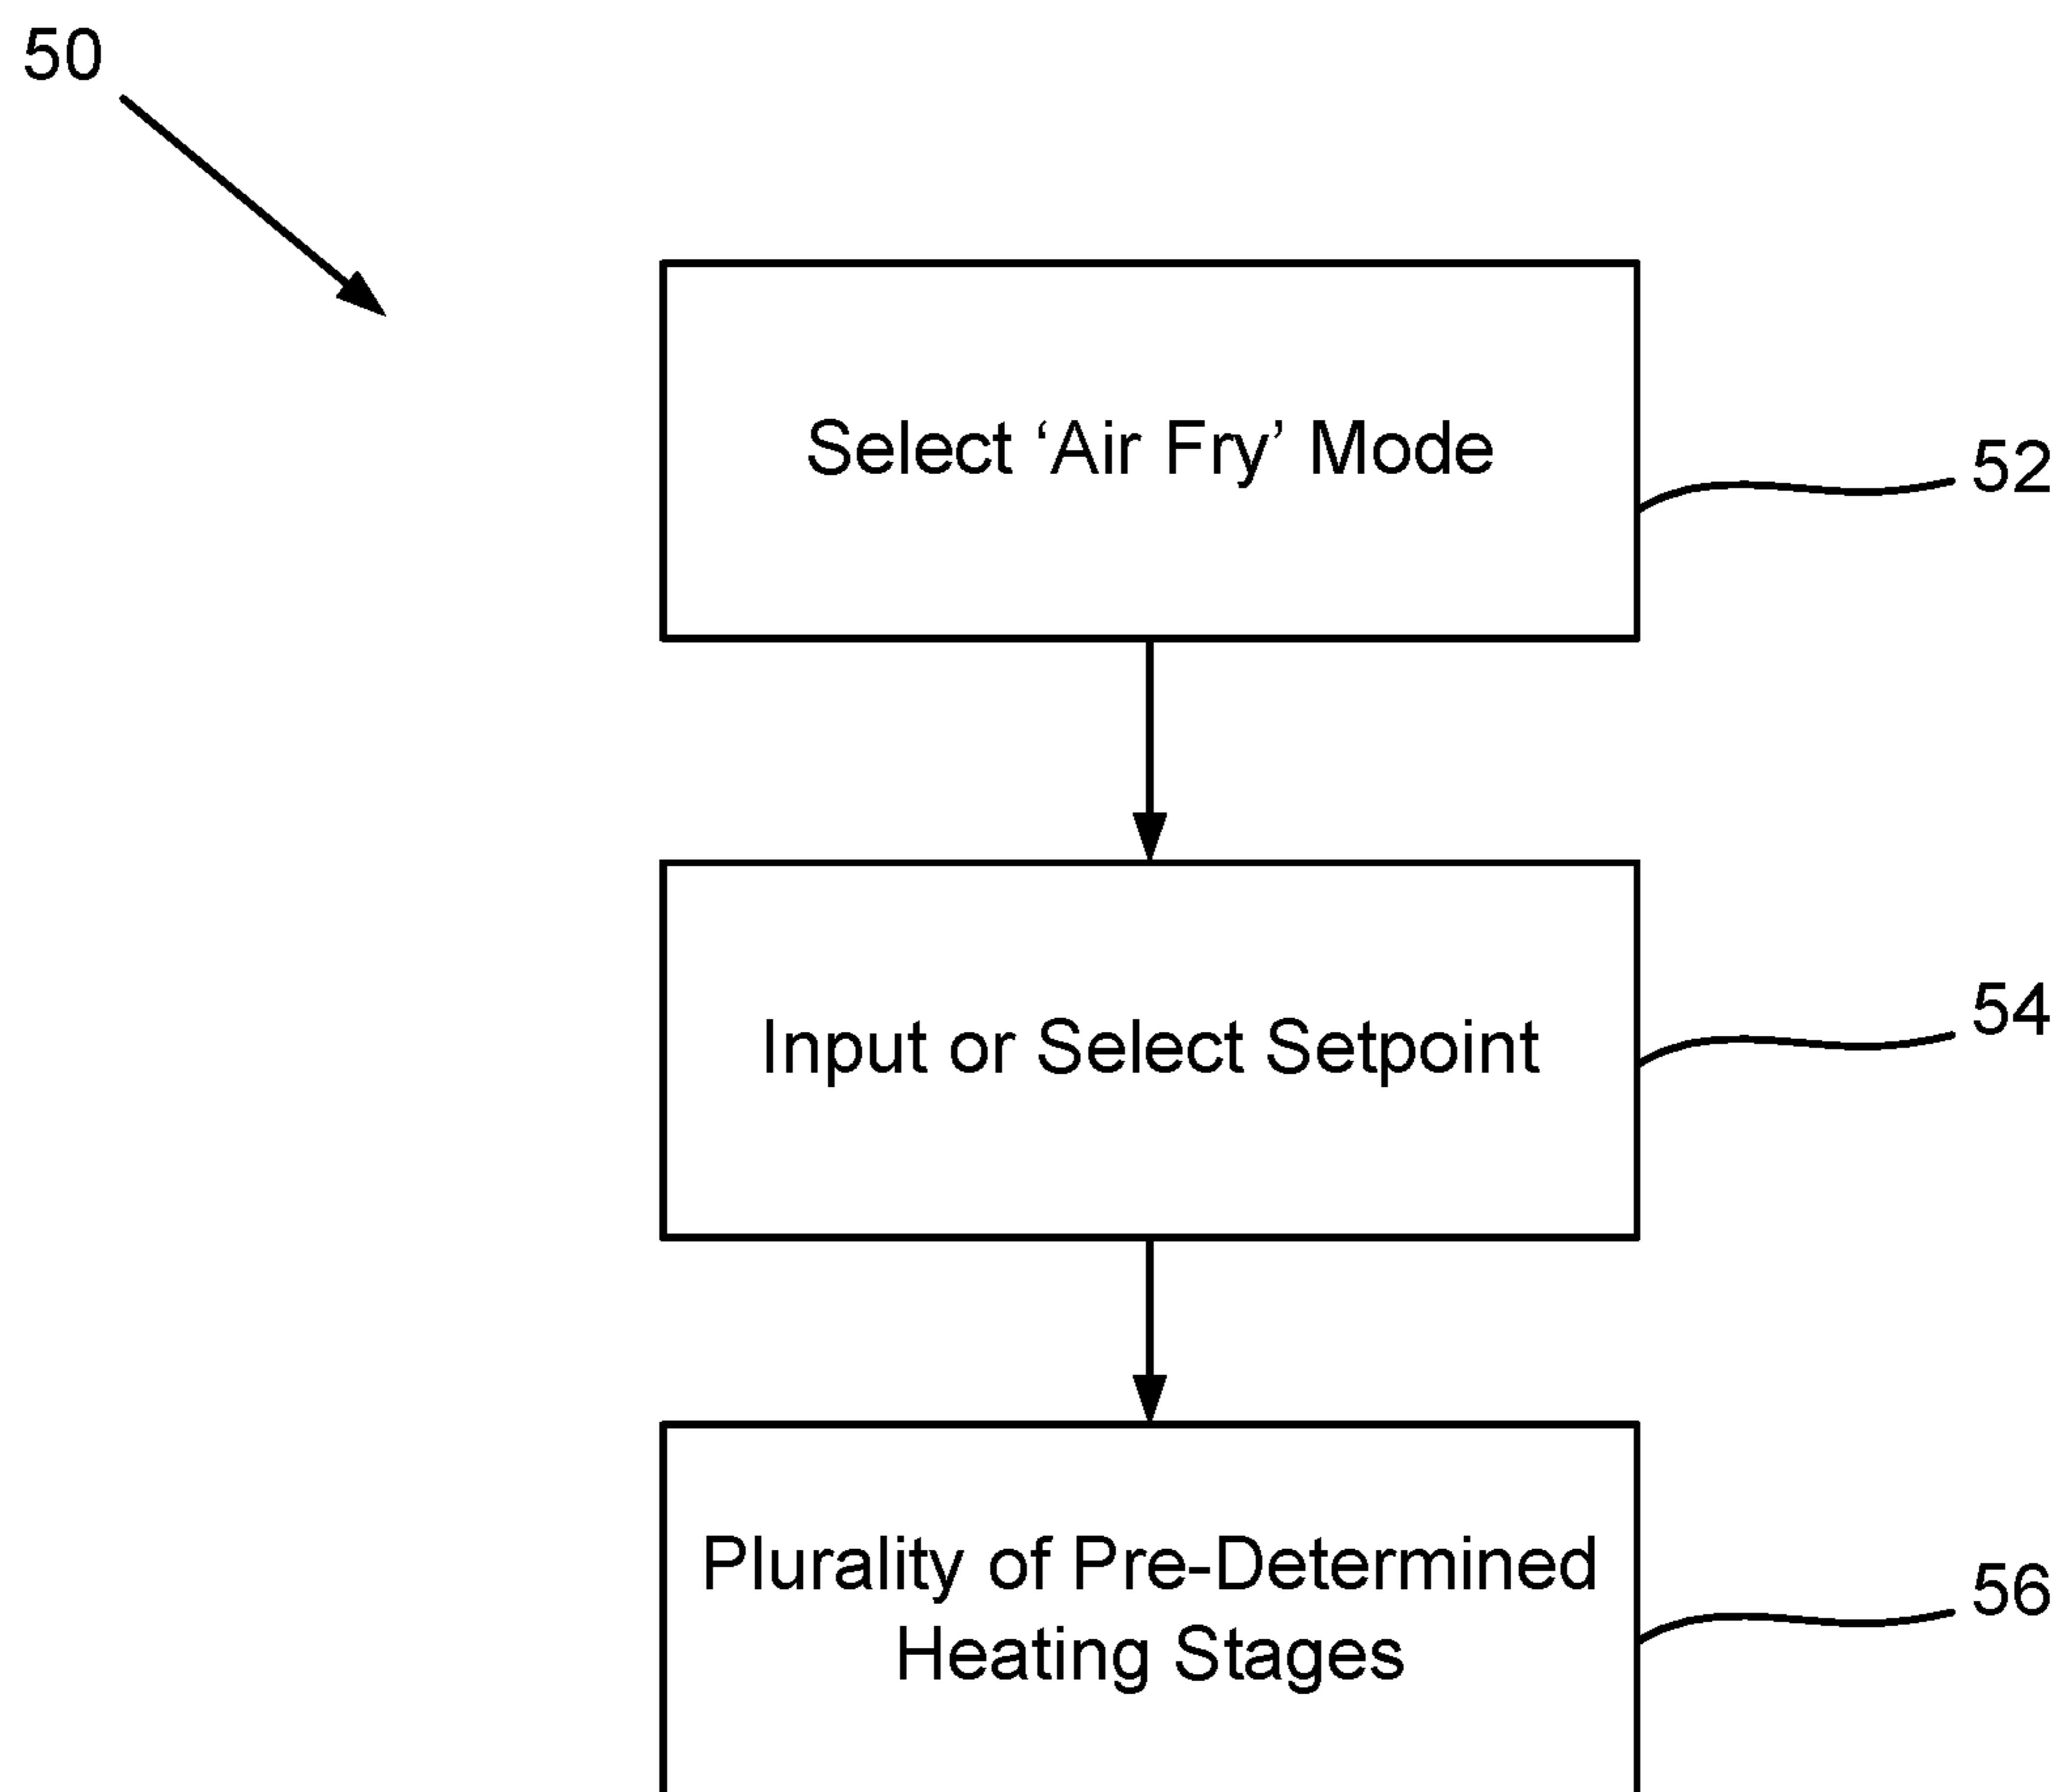 50
Select ‘Air Fry’ Mode
52
Input or Select Setpoint
54
Plurality of Pre-Determined
Heating Stages
56